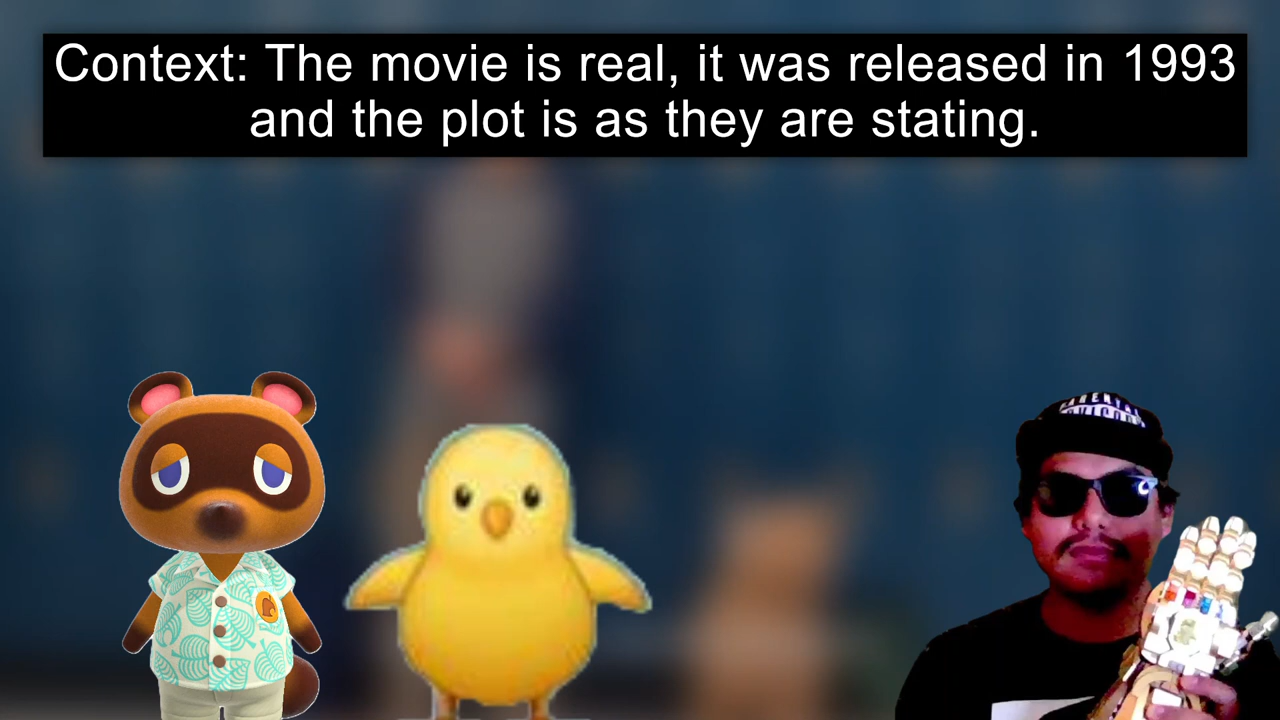 Context: The movie is real, it was released in 1993
and the plot is as they are stating.